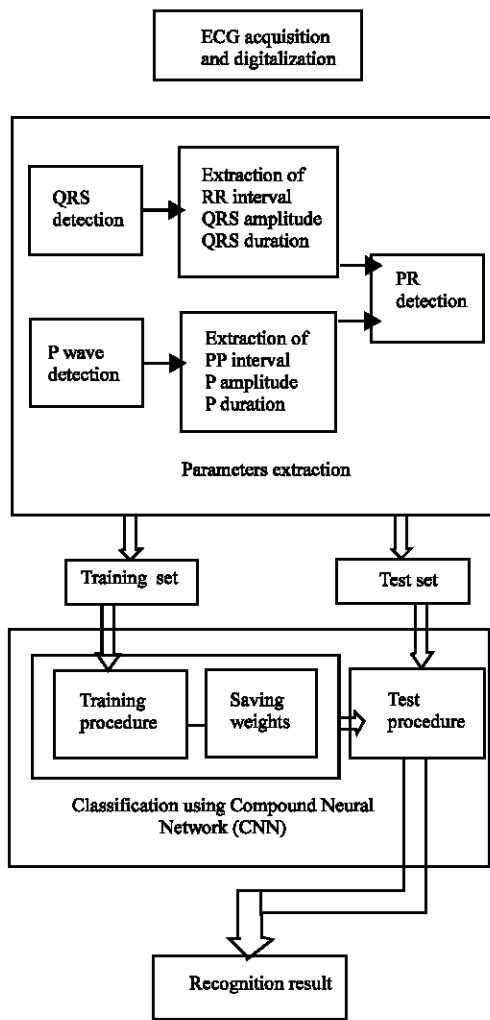 ECG acquisition
and digitalization
QRS
detection
Extraction of
RR interval
QRS amplitude
QRS duration
PR
detection
P wave
detection
Extraction of
PP interval
P amplitude
P duration
Parameters extraction
Training set
Test set
Training
procedure
Saving
weights
Test
procedure
Classification using Compound Neural
Network (CNN)
Recognition result